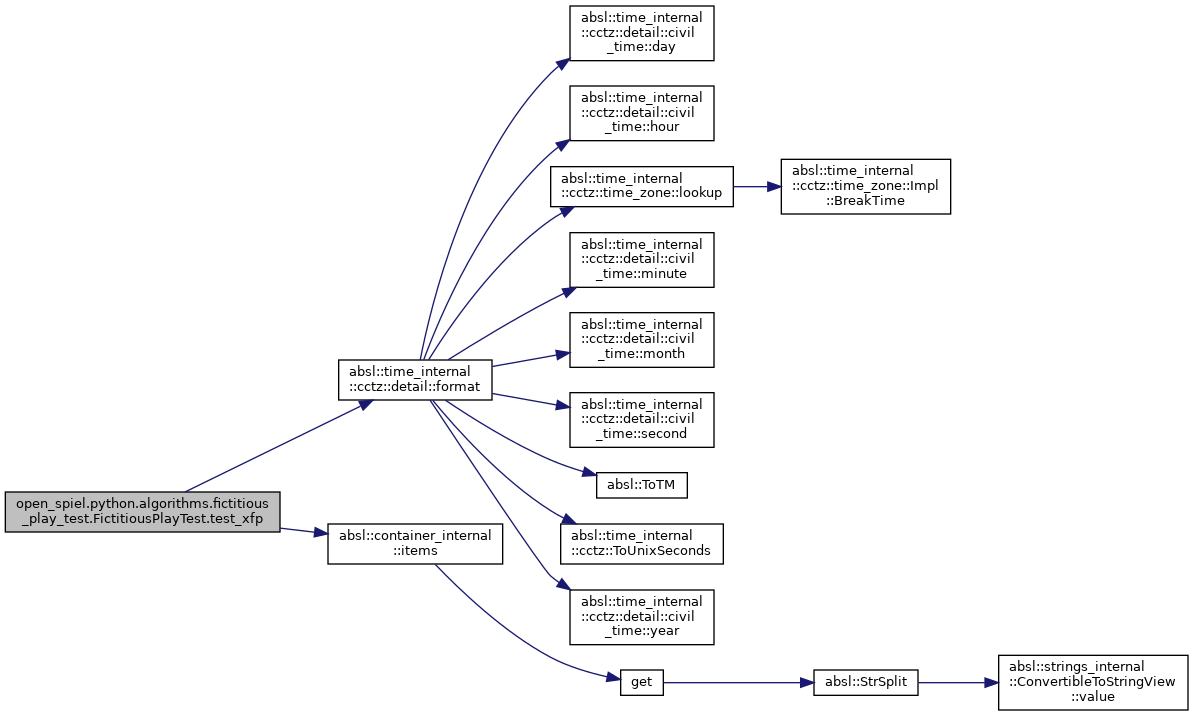 absl::time_internal
::cctz::detail::civil
_time::day
absl::time_internal
::cctz::detail::civil
_time::hour
absl::time_internal
::cctz::time_zone::lookup
absl::time_internal
::cctz::time_zone::Impl
::BreakTime
absl::time_internal
::cctz::detail::civil
_time::minute
absl::time_internal
::cctz::detail::civil
_time::month
absl::time_internal
::cctz::detail::format
absl::time_internal
::cctz::detail::civil
_time::second
absl::ToTM
open_spiel.python.algorithms.fictitious
_play_test.FictitiousPlayTest.test_xfp
absl::container_internal
::items
absl::time_internal
::cctz::ToUnixSeconds
absl::time_internal
::cctz::detail::civil
_time::year
get
absl::StrSplit
absl::strings_internal
::ConvertibleToStringView
::value